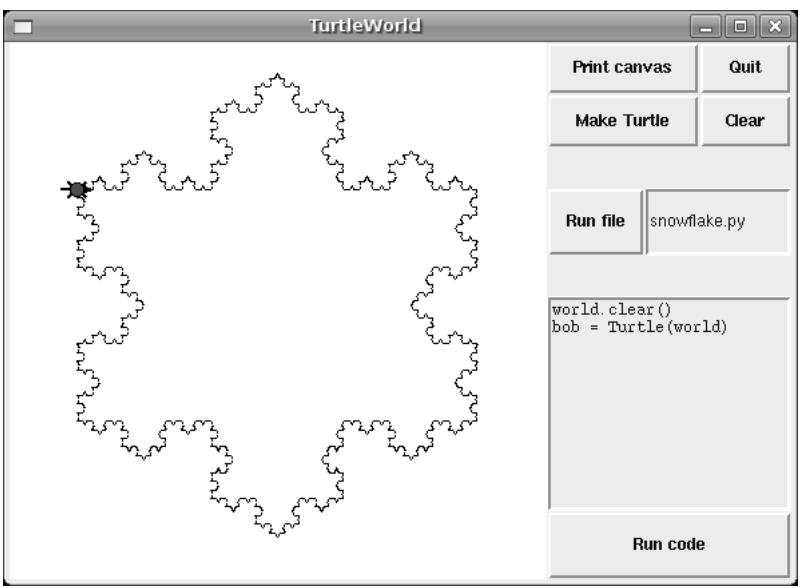 TurtleWorld
Print canvas
Quit
Make Turtle
Clear
Run file
snowflake.py
world.clear()
bob = Turtle(world)
Run code